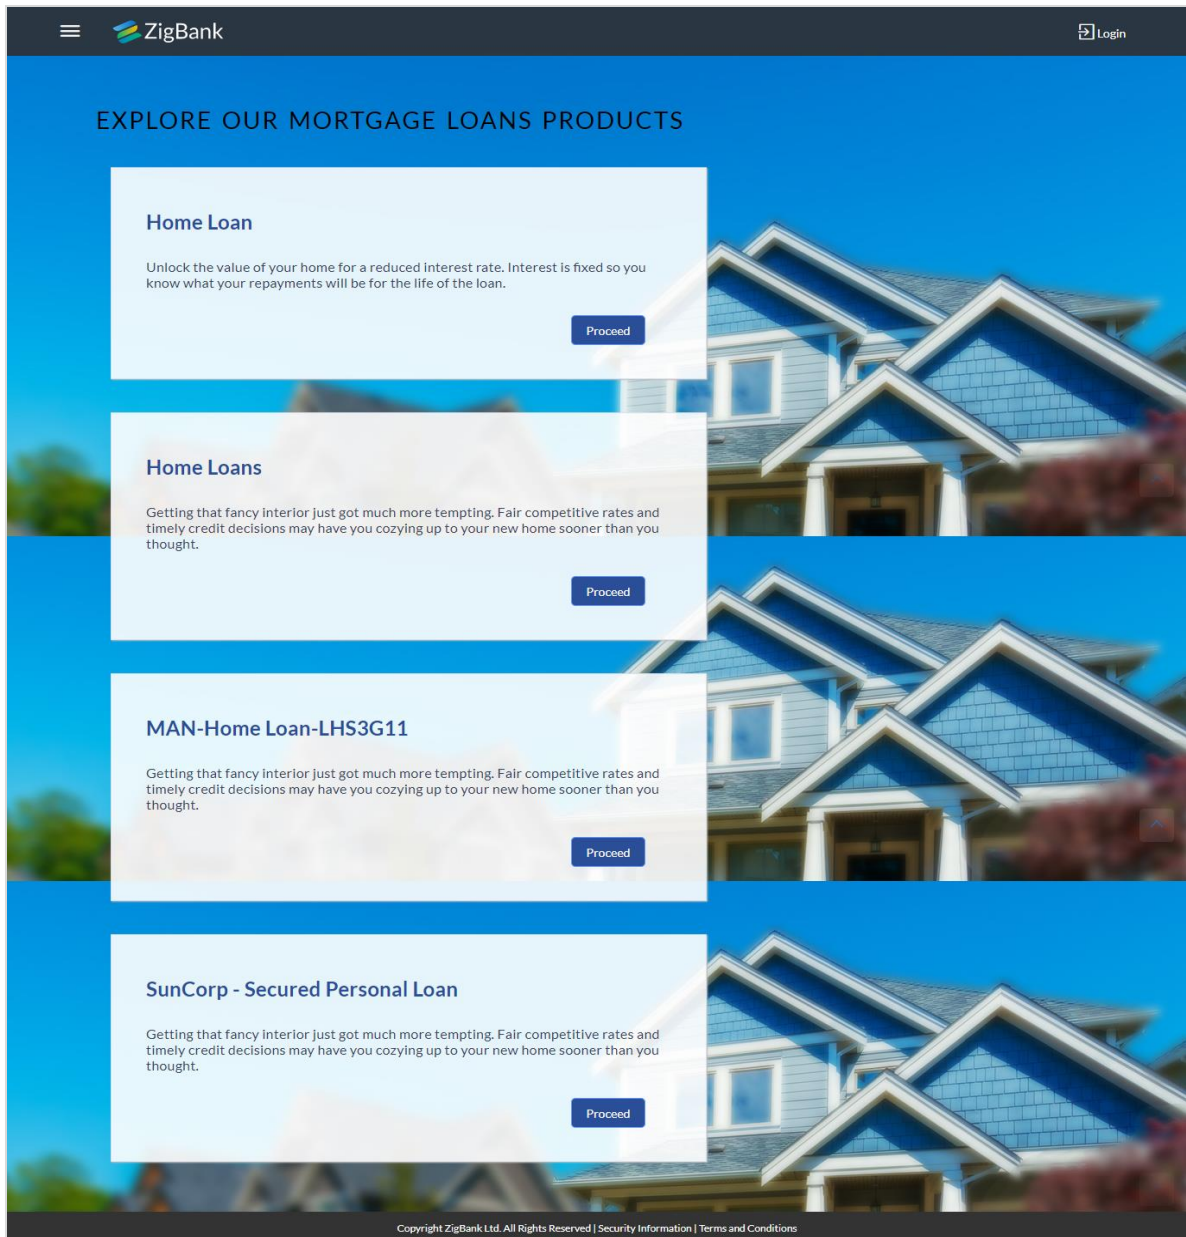 ZigBank
Login
EXPLORE OUR MORTGAGE LOANS PRODUCTS
Home Loan
Unlock the value of your home for a reduced interest rate. Interest is fixed so you
know what your repayments will be for the life of the loan.
Proceed
Home Loans
Getting that fancy interior just got much more tempting. Fair competitive rates and
timely credit decisions may have you cozying up to your new home sooner than you
thought.
Proceed
MAN-Home Loan-LHS3G11
Getting that fancy interior just got much more tempting. Fair competitive rates and
timely credit decisions may have you cozying up to your new home sooner than you
thought.
Proceed
SunCorp - Secured Personal Loan
Getting that fancy interior just got much more tempting. Fair competitive rates and
timely credit decisions may have you cozying up to your new home sooner than you
thought.
Proceed
Copyright ZigBank Ltd. All Rights Reserved | Security Information | Terms and Conditions